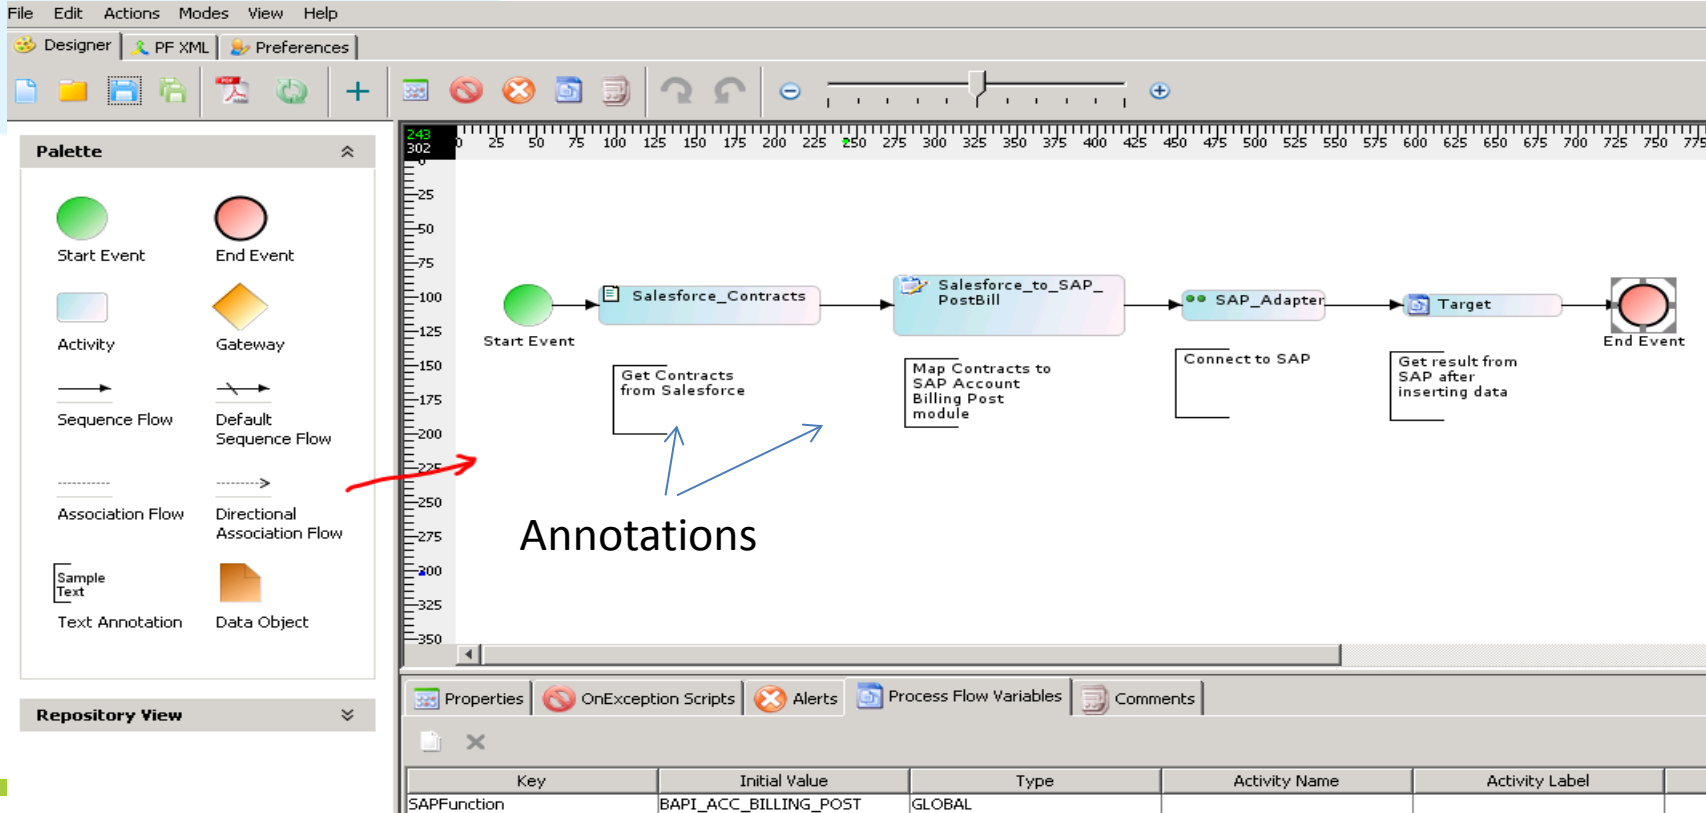 File Edit Actions Modes View Help
Designer PF XML Preferences
243
302
0 25 50 75 100 125 150 175 200 225 250 275 300 325 350 375 400 425 450 475 500 525 550 575 600 625 650 675 700 725 750 775
Palette
Start Event End Event
Activity Gateway
Sequence Flow Default
Sequence Flow
Association Flow Directional
Association Flow
Sample
Text
Text Annotation Data Object
Repository View
0
25
50
75
100
125
150
175
200
225
250
275
300
325
350
Start Event
Salesforce_Contracts
Salesforce_to_SAP_
PostBill
SAP_Adapter
Target
End Event
Get Contracts
from Salesforce
Map Contracts to
SAP Account
Billing Post
module
Connect to SAP
Get result from
SAP after
inserting data
Annotations
Properties OnException Scripts Alerts Process Flow Variables Comments
Key Initial Value Type Activity Name Activity Label
SAPFunction BAPI_ACC_BILLING_POST GLOBAL